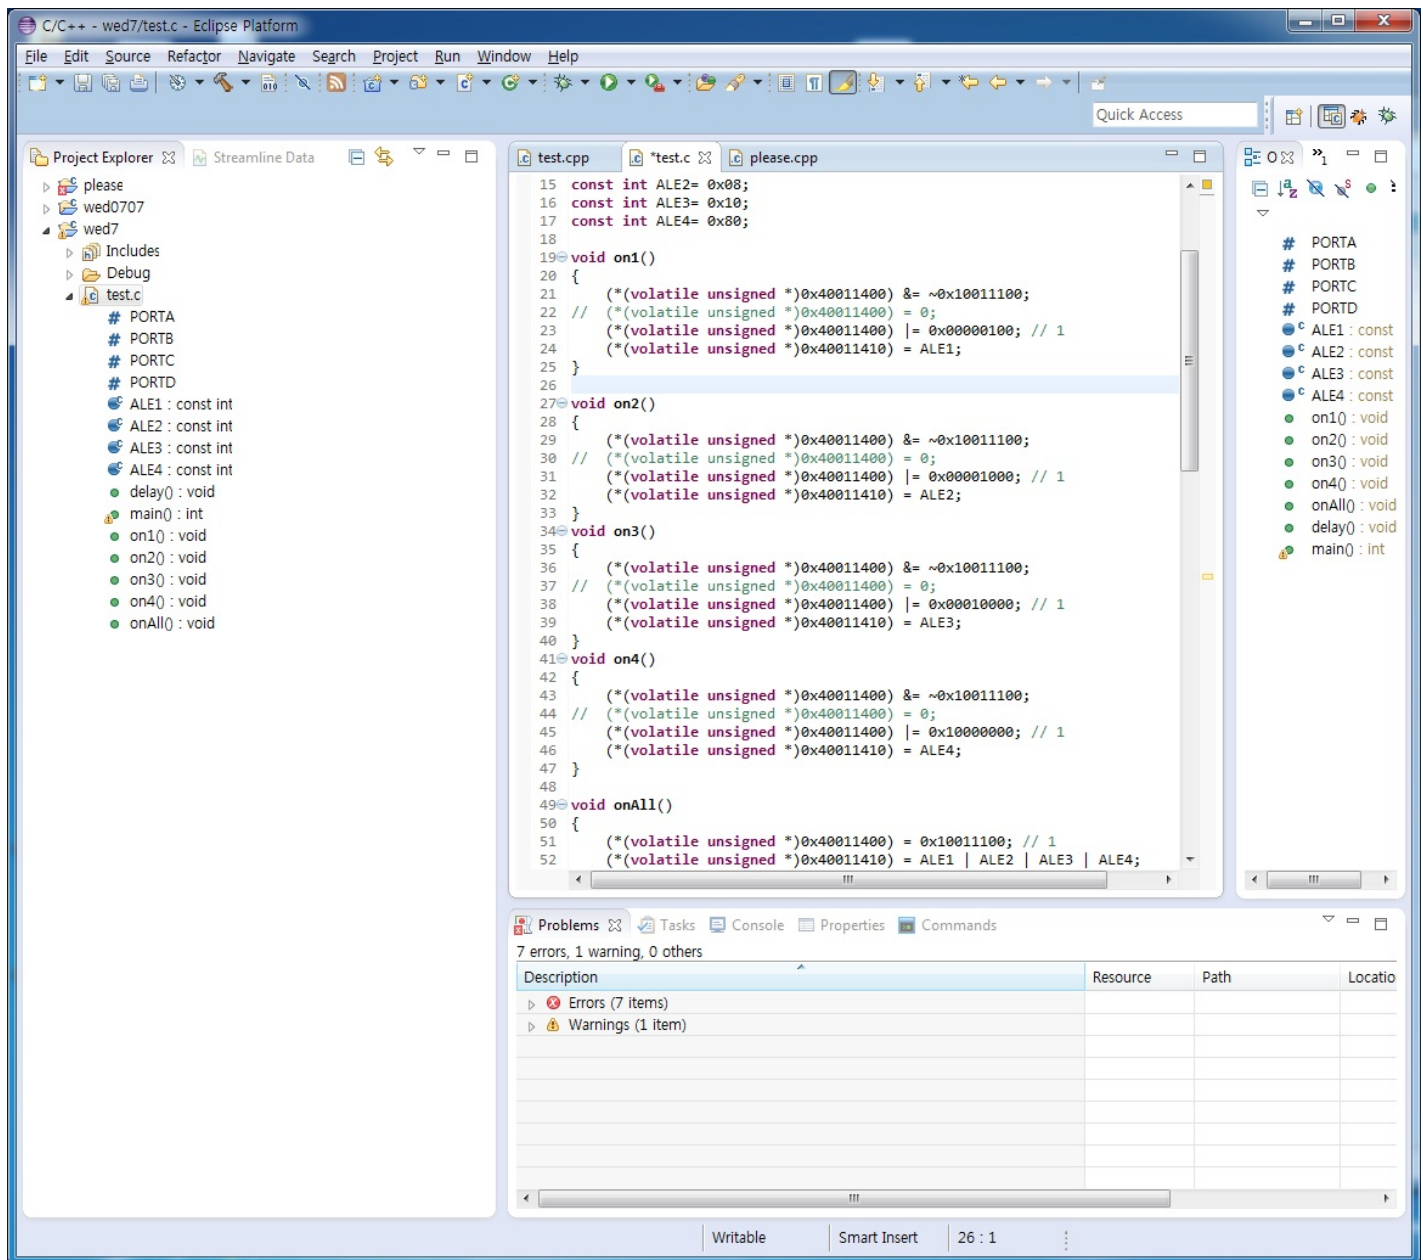 C/C++ - wed7/test.c - Eclipse Platform
File Edit Source Refactor Navigate Search Project Run Window Help
Quick Access
Project Explorer Streamline Data
please
wed0707
wed7
Includes
Debug
test.c
# PORTA
# PORTB
# PORTC
# PORTD
ALE1 : const int
ALE2 : const int
ALE3 : const int
ALE4 : const int
delay() : void
main() : int
on1() : void
on2() : void
on3() : void
on4() : void
onAll() : void
test.cpp *test.c please.cpp
15 const int ALE2= 0x08;
16 const int ALE3= 0x10;
17 const int ALE4= 0x80;
18
19 void on1()
20 {
21 (*(volatile unsigned *)0x40011400) &= ~0x10011100;
22 // (*(volatile unsigned *)0x40011400) = 0;
23 (*(volatile unsigned *)0x40011400) |= 0x00000100; // 1
24 (*(volatile unsigned *)0x40011410) = ALE1;
25 }
26
27 void on2()
28 {
29 (*(volatile unsigned *)0x40011400) &= ~0x10011100;
30 // (*(volatile unsigned *)0x40011400) = 0;
31 (*(volatile unsigned *)0x40011400) |= 0x00001000; // 1
32 (*(volatile unsigned *)0x40011410) = ALE2;
33 }
34 void on3()
35 {
36 (*(volatile unsigned *)0x40011400) &= ~0x10011100;
37 // (*(volatile unsigned *)0x40011400) = 0;
38 (*(volatile unsigned *)0x40011400) |= 0x00010000; // 1
39 (*(volatile unsigned *)0x40011410) = ALE3;
40 }
41 void on4()
42 {
43 (*(volatile unsigned *)0x40011400) &= ~0x10011100;
44 // (*(volatile unsigned *)0x40011400) = 0;
45 (*(volatile unsigned *)0x40011400) |= 0x10000000; // 1
46 (*(volatile unsigned *)0x40011410) = ALE4;
47 }
48
49 void onAll()
50 {
51 (*(volatile unsigned *)0x40011400) = 0x10011100; // 1
52 (*(volatile unsigned *)0x40011410) = ALE1 | ALE2 | ALE3 | ALE4;
O
# PORTA
# PORTB
# PORTC
# PORTD
ALE1 : const
ALE2 : const
ALE3 : const
ALE4 : const
on1() : void
on2() : void
on3() : void
on4() : void
onAll() : void
delay() : void
main() : int
Problems Tasks Console Properties Commands
7 errors, 1 warning, 0 others
Description Resource Path Locatio
Errors (7 items)
Warnings (1 item)
Writable Smart Insert 26 : 1